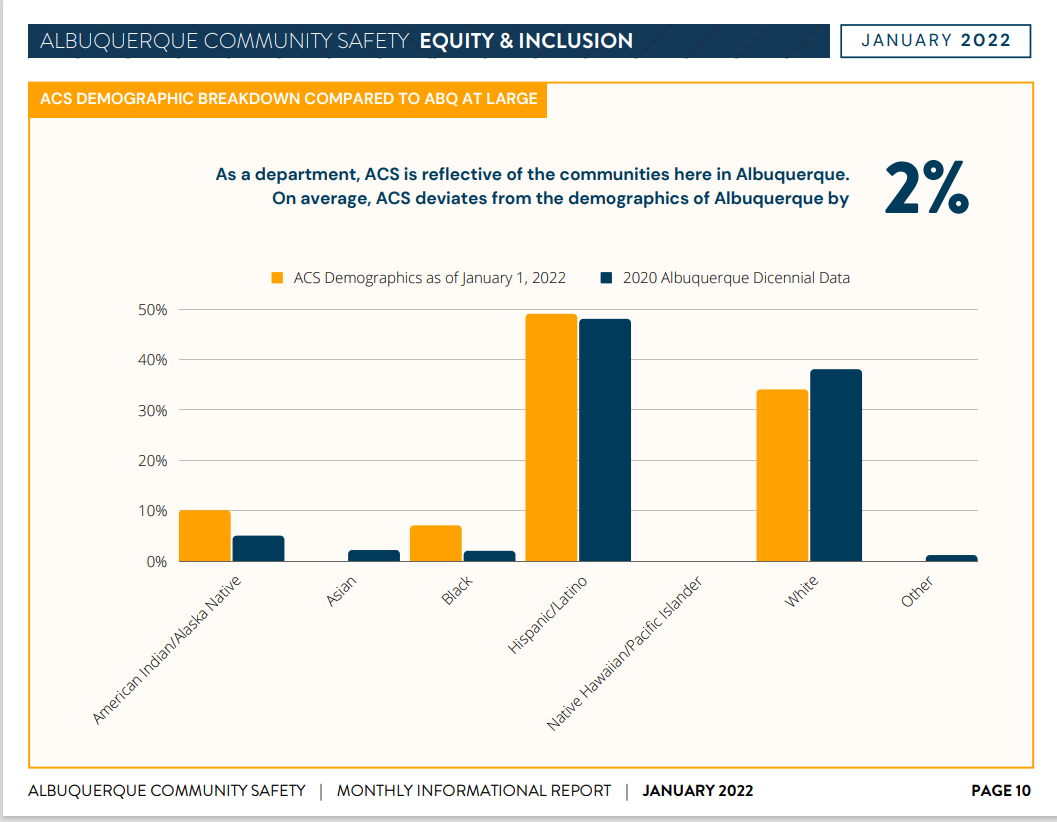 ALBUQUERQUE COMMUNITY SAFETY EQUITY & INCLUSION
JANUARY 2022
ACS DEMOGRAPHIC BREAKDOWN COMPARED TO ABQ AT LARGE
As a department, ACS is reflective of the communities here in Albuquerque.
On average, ACS deviates from the demographics of Albuquerque by
2%
ACS Demographics as of January 1, 2022
2020 Albuquerque Dicennial Data
50%
40%
30%
20%
10%
0%
American Indian/Alaska Native
Asian
Black
Hispanic/Latino
Native Hawaiian/Pacific Islander
White
Other
ALBUQUERQUE COMMUNITY SAFETY | MONTHLY INFORMATIONAL REPORT | JANUARY 2022
PAGE 10